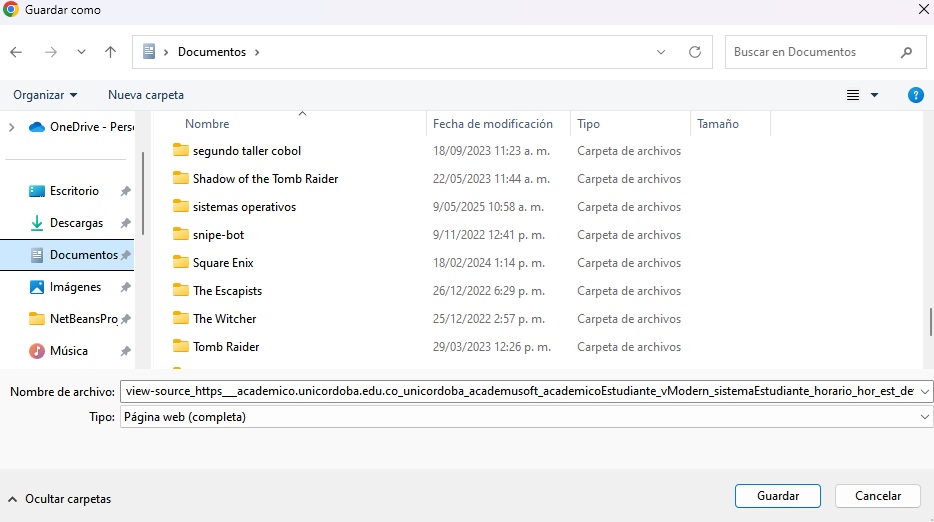 Guardar como
Documentos
Buscar en Documentos
Organizar
Nueva carpeta
OneDrive - Perso
Nombre
Fecha de modificación
Tipo
Tamaño
segundo taller cobol 18/09/2023 11:23 a. m. Carpeta de archivos
Shadow of the Tomb Raider 22/05/2023 11:44 a. m. Carpeta de archivos
Escritorio
sistemas operativos 9/05/2025 10:58 a. m. Carpeta de archivos
Descargas
snipe-bot 9/11/2022 12:41 p. m. Carpeta de archivos
Documentos
Square Enix 18/02/2024 1:14 p. m. Carpeta de archivos
Imágenes
The Escapists 26/12/2022 6:29 p. m. Carpeta de archivos
NetBeansProj
The Witcher 25/12/2022 2:57 p. m. Carpeta de archivos
Música
Tomb Raider 29/03/2023 12:26 p. m. Carpeta de archivos
Nombre de archivo: view-source_https___academico.unicordoba.edu.co_unicordoba_academusoft_academicoEstudiante_vModern_sistemaEstudiante_horario_hor_est_det
Tipo: Página web (completa)
Ocultar carpetas
Guardar
Cancelar